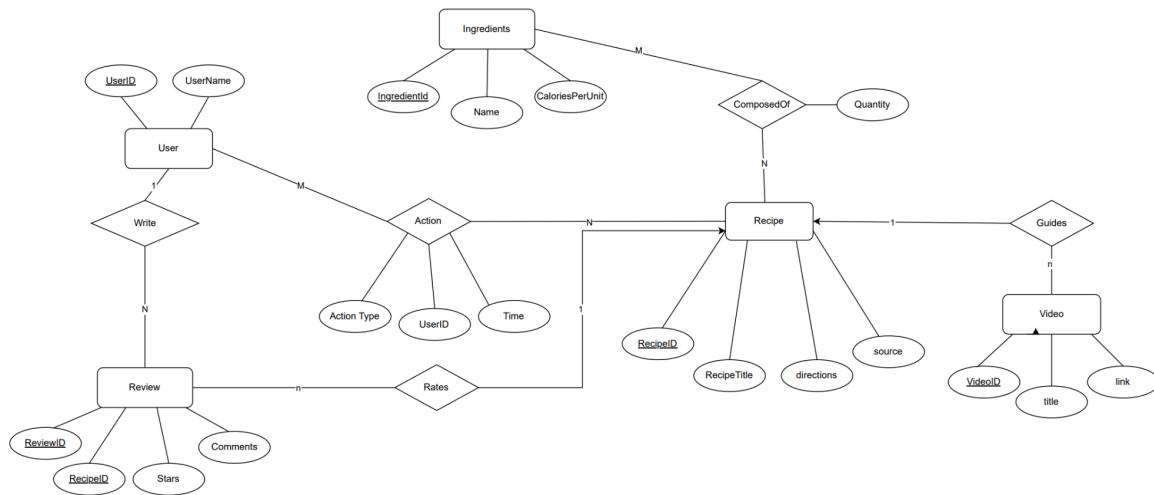 Ingredients
M
UserID
UserName
IngredientId
Name
CaloriesPerUnit
ComposedOf
Quantity
User
N
1
M
Write
Action
N
Recipe
1
Guides
n
N
Action Type
UserID
Time
1
RecipeID
RecipeTitle
directions
source
Video
VideoID
title
link
Review
n
Rates
ReviewID
RecipeID
Stars
Comments